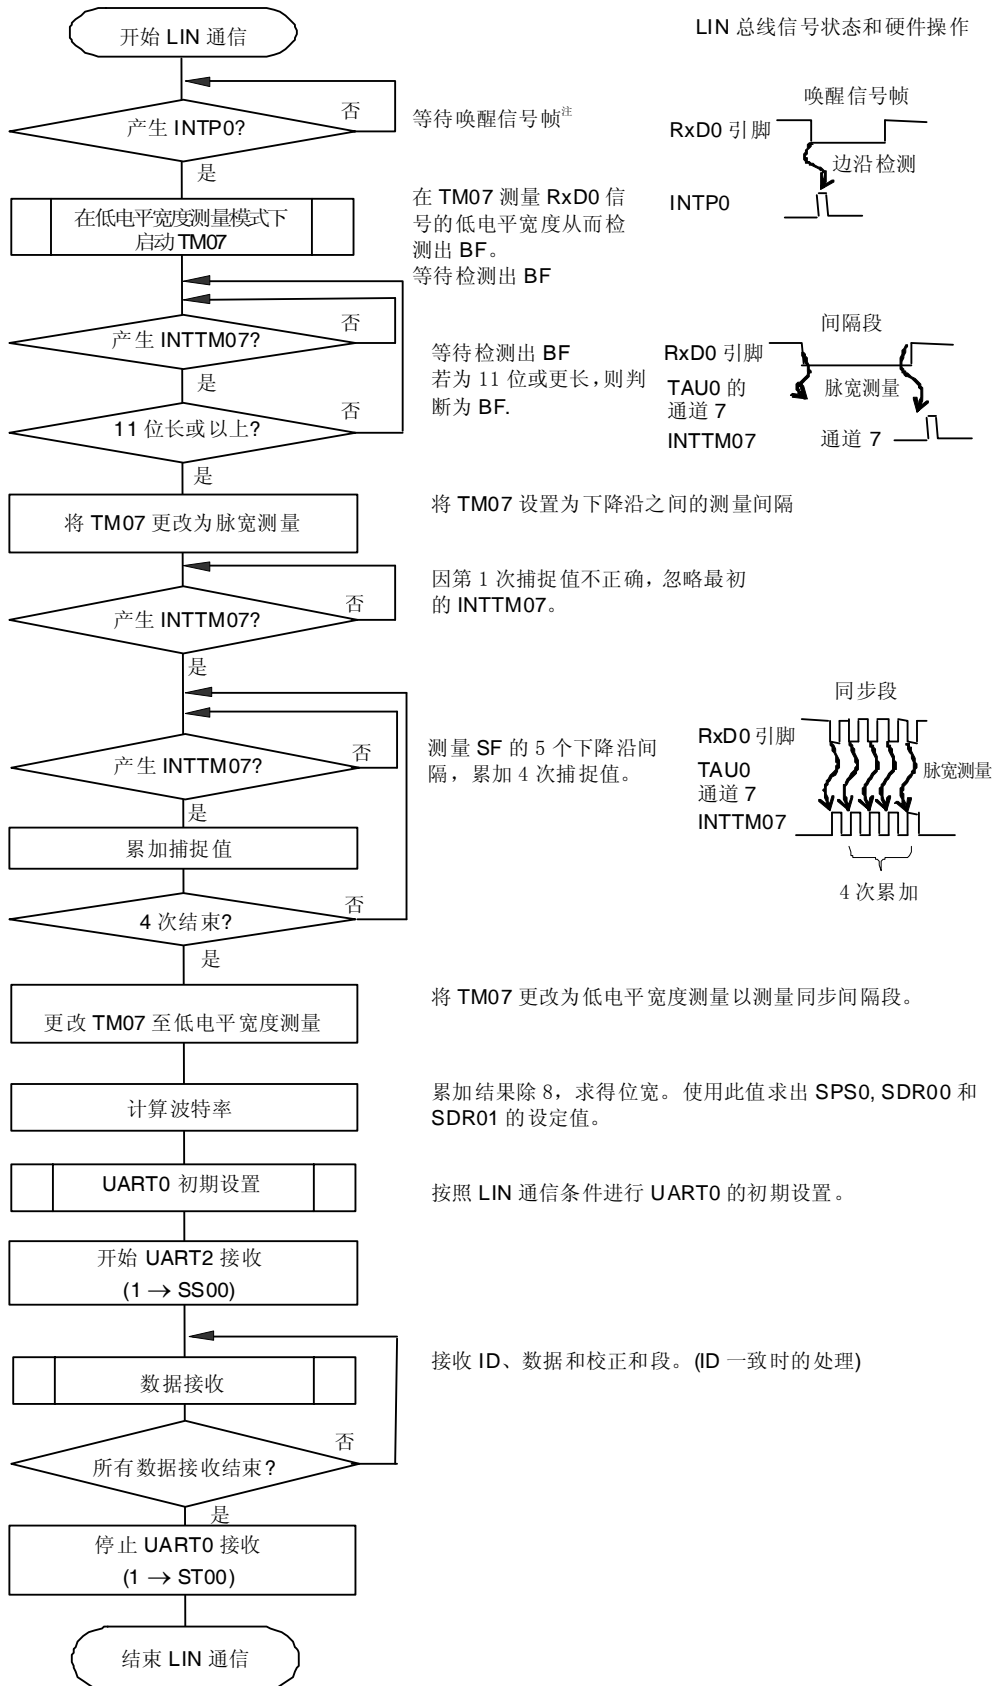 开始 LIN 通信
LIN 总线信号状态和硬件操作
产生 INTP0?
否
是
等待唤醒信号帧注
唤醒信号帧
RxD0 引脚
边沿检测
INTP0
在低电平宽度测量模式下
启动 TM07
在 TM07 测量 RxD0 信
号的低电平宽度从而检
测出 BF。
等待检测出 BF
产生 INTTM07?
否
是
11 位长或以上?
否
是
等待检测出 BF
若为 11 位或更长,则判
断为 BF.
间隔段
RxD0 引脚
TAU0 的
通道 7
脉宽测量
INTTM07
通道 7
将 TM07 更改为脉宽测量
将 TM07 设置为下降沿之间的测量间隔
产生 INTTM07?
否
是
因第 1 次捕捉值不正确,忽略最初
的 INTTM07。
产生 INTTM07?
否
是
累加捕捉值
4 次结束?
否
是
测量 SF 的 5 个下降沿间
隔,累加 4 次捕捉值。
同步段
RxD0 引脚
TAU0
通道 7
脉宽测量
INTTM07
4 次累加
更改 TM07 至低电平宽度测量
将 TM07 更改为低电平宽度测量以测量同步间隔段。
计算波特率
累加结果除 8,求得位宽。使用此值求出 SPS0, SDR00 和
SDR01 的设定值。
UART0 初期设置
按照 LIN 通信条件进行 UART0 的初期设置。
开始 UART2 接收
(1 → SS00)
数据接收
接收 ID、数据和校正和段。(ID 一致时的处理)
所有数据接收结束?
否
是
停止 UART0 接收
(1 → ST00)
结束 LIN 通信